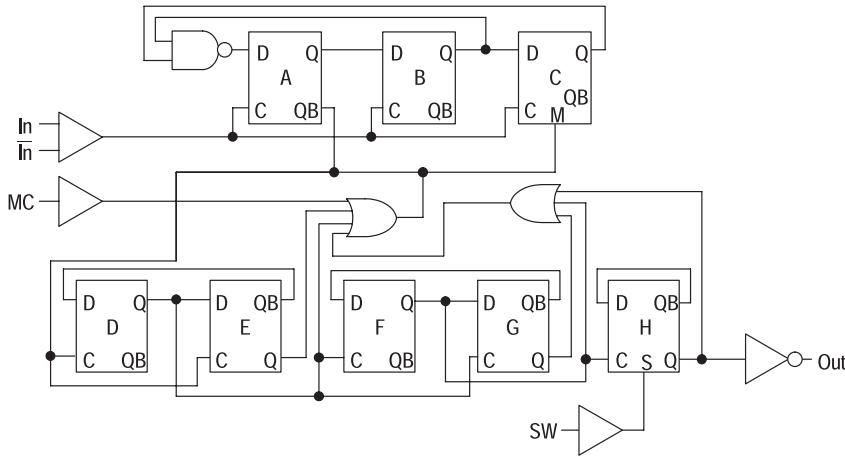 D Q
A
C QB
D Q
B
C QB
D Q
C
QB
C
M
In
In
MC
D Q
D
C QB
D QB
E
C Q
D Q
F
C QB
D QB
G
C Q
D QB
H
C S Q
Out
SW